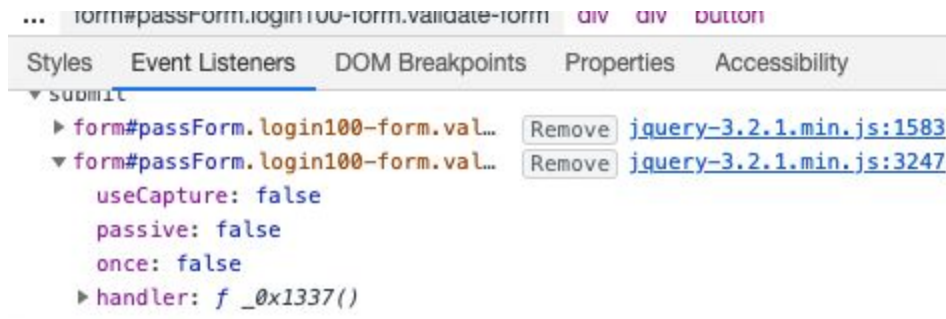 ... form#passForm.login100-form.validate-form div div button
Styles Event Listeners DOM Breakpoints Properties Accessibility
▼ submit
▶ form#passForm.login100-form.val… Remove jquery-3.2.1.min.js:1583
▼ form#passForm.login100-form.val… Remove jquery-3.2.1.min.js:3247
useCapture: false
passive: false
once: false
▶ handler: ƒ _0x1337()